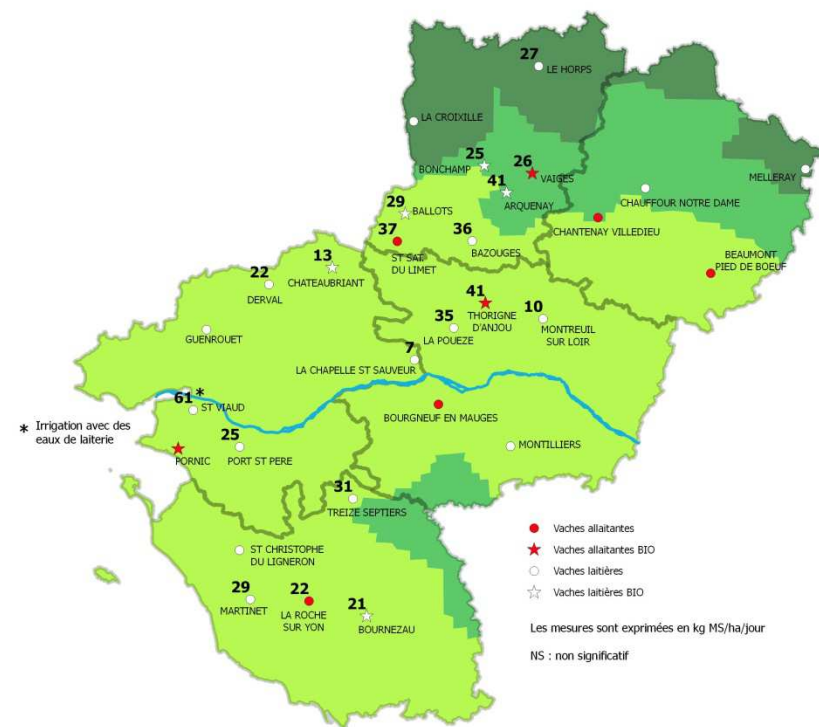 27
LE HORPS
LA CROIXILLE
25
BONCHAMP
26
VAIGES
41
ARQUENAY
MELLERAY
CHAUFFOUR NOTRE DAME
29
BALLOTS
37
ST SAT.
DU LIMET
36
BAZOUGES
CHANTENAY VILLEDIEU
BEAUMONT
PIED DE BOEUF
13
CHATEAUBRIANT
22
DERVAL
41
THORIGNE
D'ANJOU
10
MONTREUIL
SUR LOIR
35
LA POUEZE
GUENROUET
7
LA CHAPELLE ST SAUVEUR
61 *
ST VIAUD
* Irrigation avec des
eaux de laiterie
BOURGNEUF EN MAUGES
PORNIC
25
PORT ST PERE
MONTILLIERS
31
TREIZE SEPTIERS
ST CHRISTOPHE
DU LIGNERON
29
MARTINET
22
LA ROCHE
SUR YON
21
BOURNEZAU
Vaches allaitantes
Vaches allaitantes BIO
Vaches laitières
Vaches laitières BIO
Les mesures sont exprimées en kg MS/ha/jour
NS : non significatif